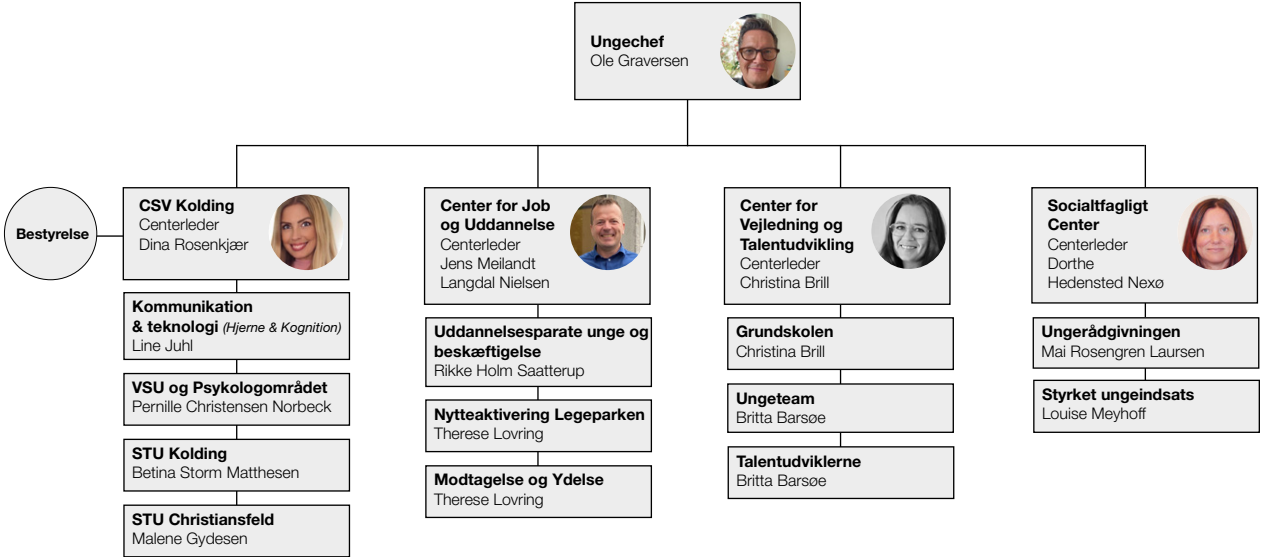 Ungechef
Ole Graversen
Bestyrelse
CSV Kolding
Centerleder
Dina Rosenkjær
Kommunikation
& teknologi (Hjerne & Kognition)
Line Juhl
VSU og Psykologområdet
Pernille Christensen Norbeck
STU Kolding
Betina Storm Matthesen
STU Christiansfeld
Malene Gydesen
Center for Job
og Uddannelse
Centerleder
Jens Meilandt
Langdal Nielsen
Uddannelsesparate unge og
beskæftigelse
Rikke Holm Saatterup
Nytteaktivering Legeparken
Therese Lovring
Modtagelse og Ydelse
Therese Lovring
Center for
Vejledning og
Talentudvikling
Centerleder
Christina Brill
Grundskolen
Christina Brill
Ungeteam
Britta Barsøe
Talentudviklerne
Britta Barsøe
Socialtfagligt
Center
Centerleder
Dorthe
Hedensted Nexø
Ungerådgivningen
Mai Rosengren Laursen
Styrket ungeindsats
Louise Meyhoff